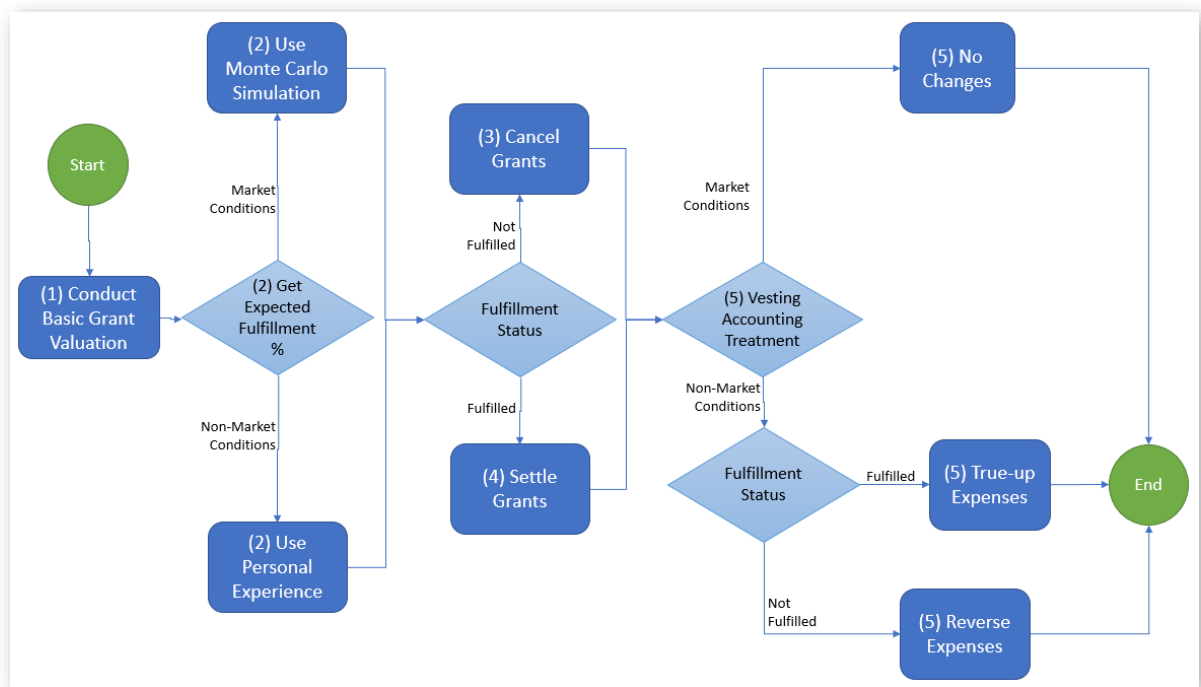 Start
(1) Conduct
Basic Grant
Valuation
(2) Use
Monte Carlo
Simulation
Market
Conditions
(2) Get
Expected
Fulfillment
%
Non-Market
Conditions
(2) Use
Personal
Experience
(3) Cancel
Grants
Not
Fulfilled
Fulfillment
Status
Fulfilled
(4) Settle
Grants
Market
Conditions
(5) Vesting
Accounting
Treatment
Non-Market
Conditions
(5) No
Changes
Fulfillment
Status
Fulfilled
(5) True-up
Expenses
Not
Fulfilled
(5) Reverse
Expenses
End